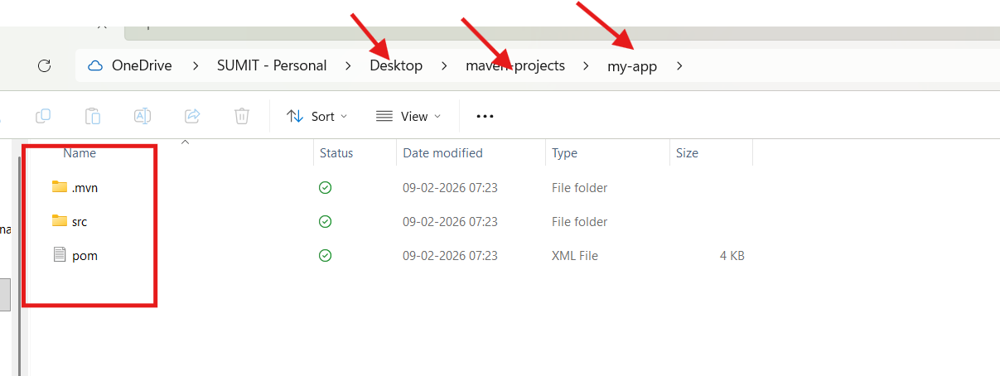 OneDrive > SUMIT - Personal > Desktop > maven-projects > my-app >
Sort View ...
Name Status Date modified Type Size
.mvn 09-02-2026 07:23 File folder
src 09-02-2026 07:23 File folder
na
pom 09-02-2026 07:23 XML File 4 KB